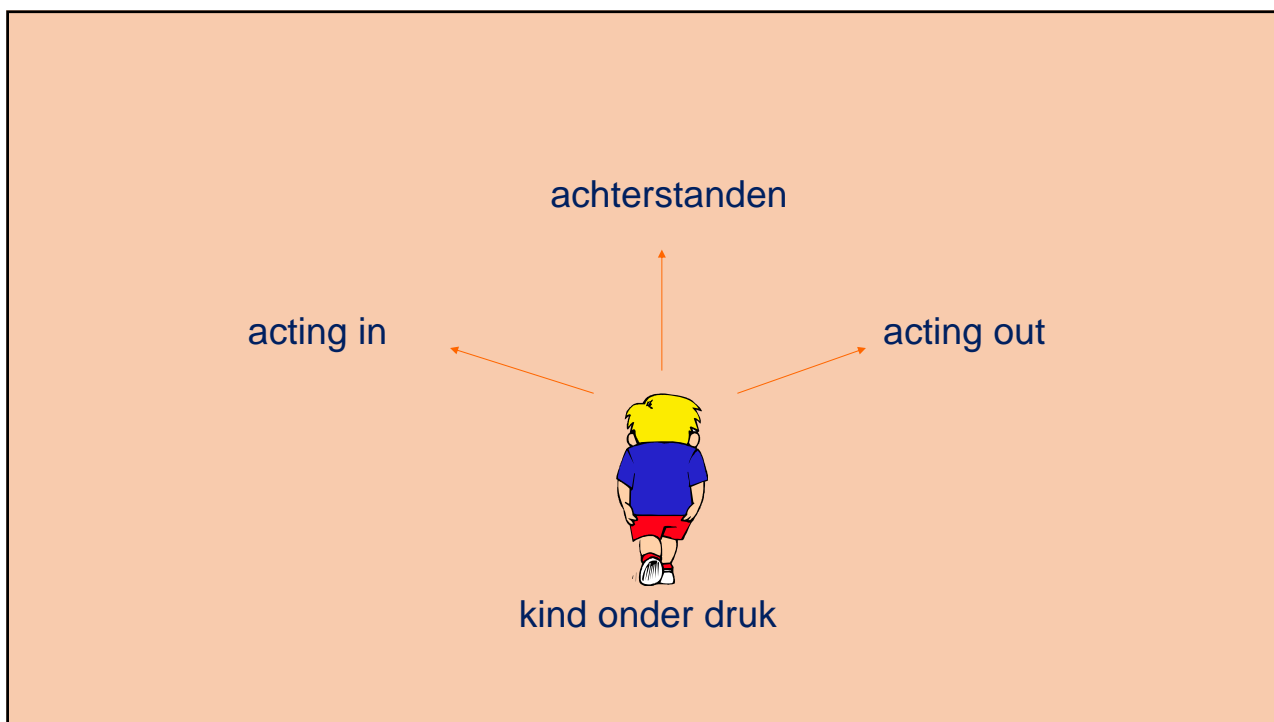 achterstanden
acting in
acting out
kind onder druk